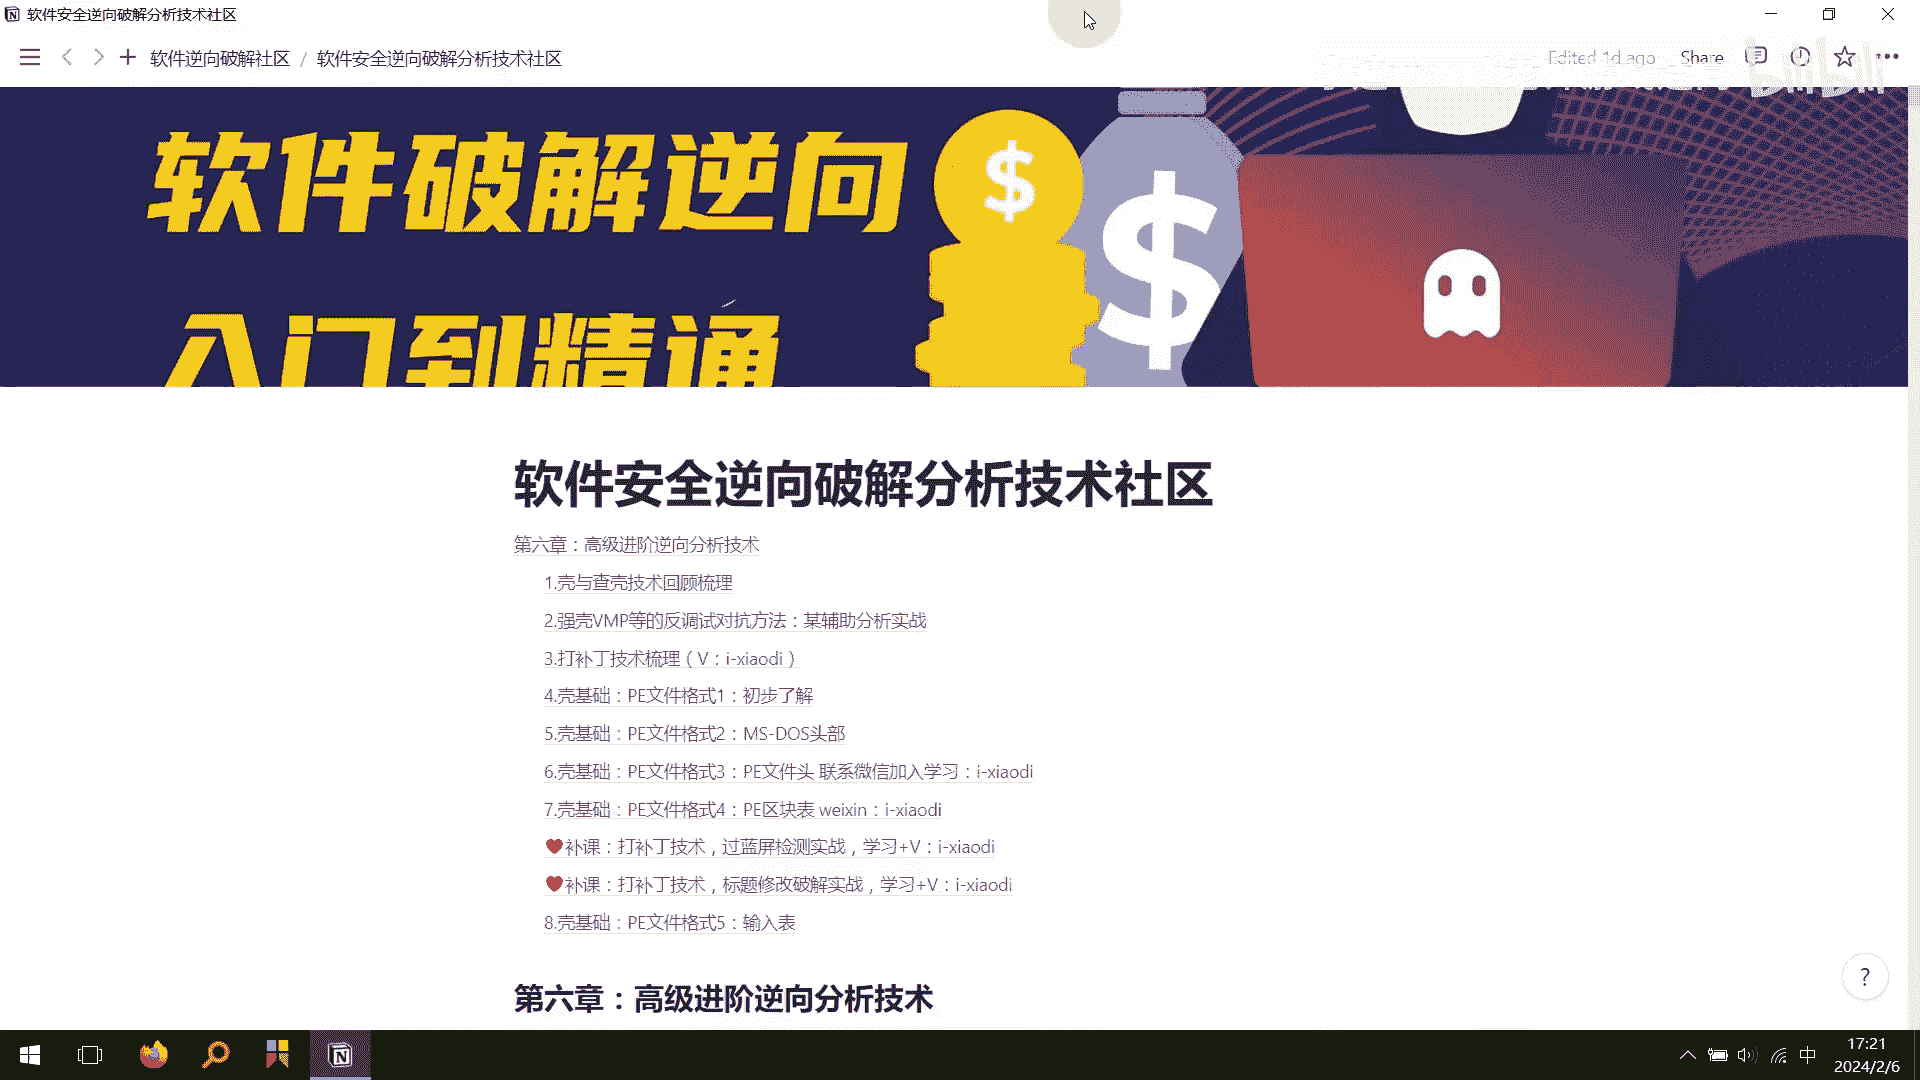 软件安全逆向破解分析技术社区
软件逆向破解社区 / 软件安全逆向破解分析技术社区
Edited 1d ago Share
bilibili
软件破解逆向
入门到精通
软件安全逆向破解分析技术社区
第六章：高级进阶逆向分析技术
1.壳与查壳技术回顾梳理
2.强壳VMP等的反调试对抗方法：某辅助分析实战
3.打补丁技术梳理（V：i-xiaodi）
4.壳基础：PE文件格式1：初步了解
5.壳基础：PE文件格式2：MS-DOS头部
6.壳基础：PE文件格式3：PE文件头 联系微信加入学习：i-xiaodi
7.壳基础：PE文件格式4：PE区块表 weixin：i-xiaodi
补课：打补丁技术，过蓝屏检测实战，学习+V：i-xiaodi
补课：打补丁技术，标题修改破解实战，学习+V：i-xiaodi
8.壳基础：PE文件格式5：输入表
第六章：高级进阶逆向分析技术
?
中
17:21
2024/2/6